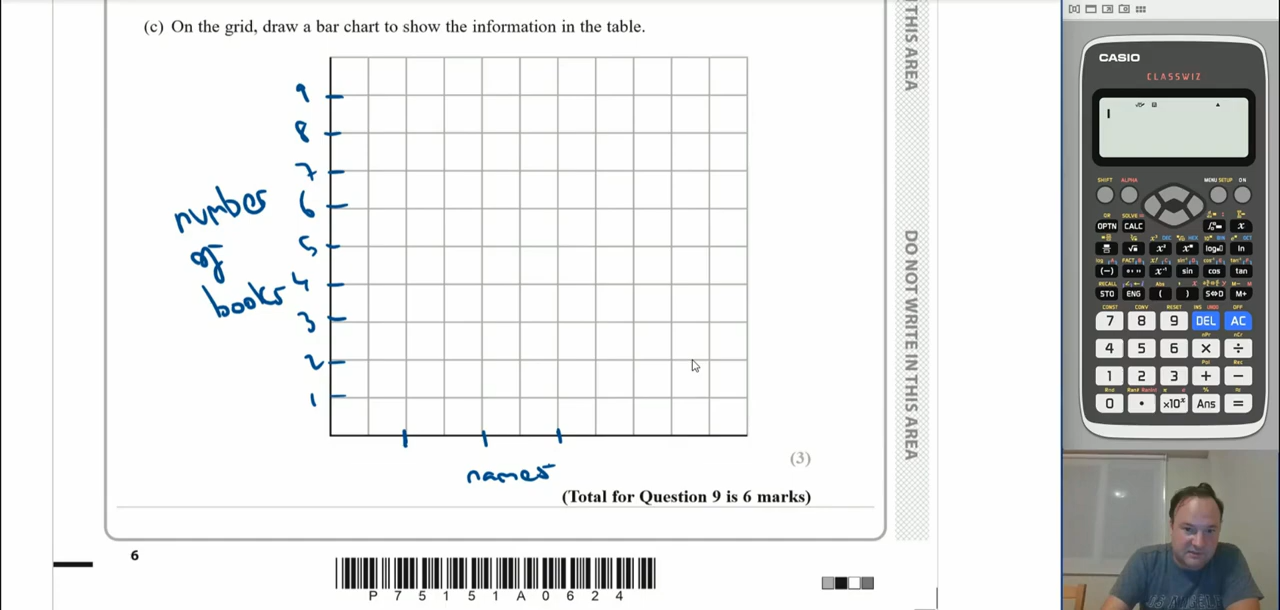 (c) On the grid, draw a bar chart to show the information in the table.
9
8
7
6
5
4
3
2
1
number
of
books
names
(3)
(Total for Question 9 is 6 marks)
6
P 7 5 1 5 1 A 0 6 2 4
THIS AREA
DO NOT WRITE IN THIS AREA
CASIO
CLASSWIZ
SHIFT ALPHA MENU SETUP ON
OPTN CALC x
√ x² log ln
(−) x⁻¹ sin cos tan
STO ENG ( ) S⇔D M+
7 8 9 DEL AC
4 5 6 × ÷
1 2 3 + −
0 • ×10ˣ Ans =